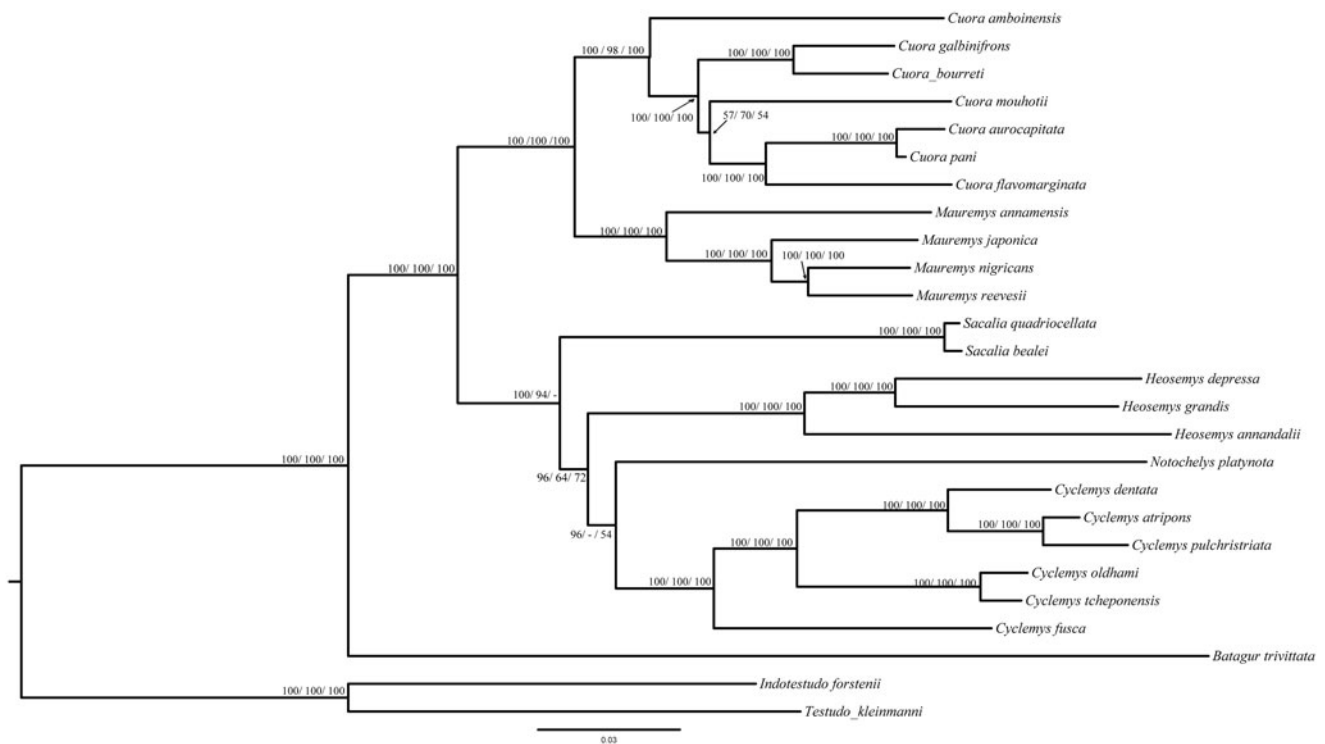 Cuora amboinensis
100 / 98 / 100
Cuora galbinifrons
100/ 100/ 100
Cuora_bourreti
Cuora mouhotii
100/ 100/ 100
57/ 70/ 54
Cuora aurocapitata
100/ 100/ 100
100 /100 /100
Cuora pani
100/ 100/ 100
Cuora flavomarginata
Mauremys annamensis
100/ 100/ 100
Mauremys japonica
100/ 100/ 100
100/ 100/ 100
100/ 100/ 100
Mauremys nigricans
Mauremys reevesii
Sacalia quadriocellata
100/ 100/ 100
Sacalia bealei
Heosemys depressa
100/ 100/ 100
100/ 94/ -
Heosemys grandis
100/ 100/ 100
Heosemys annandalii
Notochelys platynota
100/ 100/ 100
96/ 64/ 72
Cyclemys dentata
100/ 100/ 100
Cyclemys atripons
100/ 100/ 100
96/ - / 54
100/ 100/ 100
Cyclemys pulchristriata
Cyclemys oldhami
100/ 100/ 100
100/ 100/ 100
Cyclemys tcheponensis
Cyclemys fusca
Batagur trivittata
Indotestudo forstenii
100/ 100/ 100
Testudo_kleinmanni
0.03